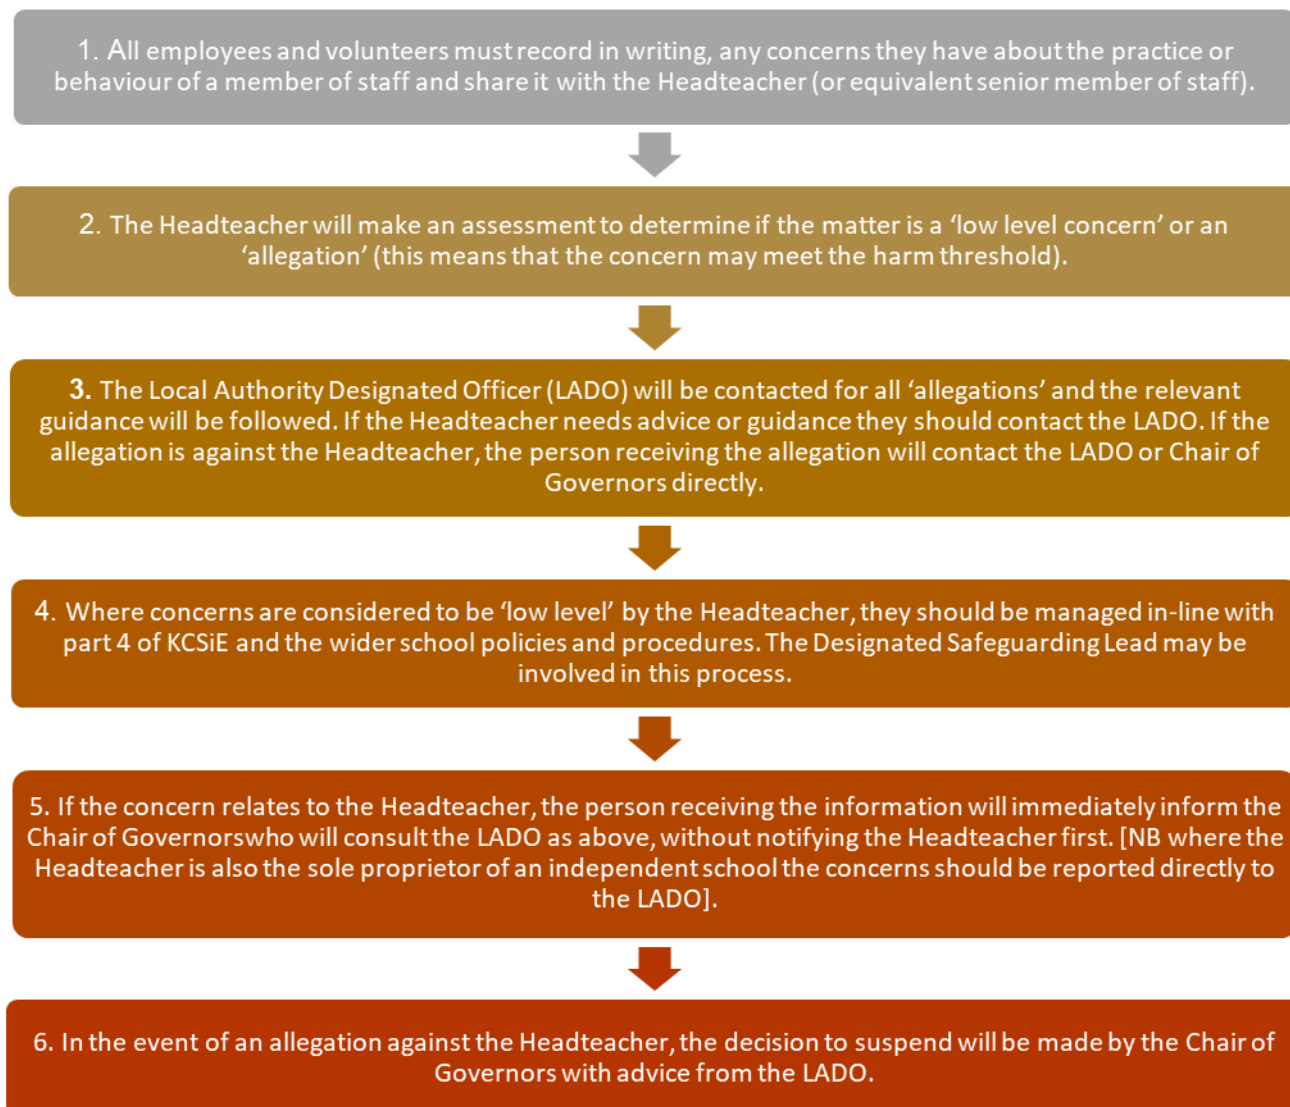 1. All employees and volunteers must record in writing, any concerns they have about the practice or
behaviour of a member of staff and share it with the Headteacher (or equivalent senior member of staff).
2. The Headteacher will make an assessment to determine if the matter is a ‘low level concern’ or an
‘allegation’ (this means that the concern may meet the harm threshold).
3. The Local Authority Designated Officer (LADO) will be contacted for all ‘allegations’ and the relevant
guidance will be followed. If the Headteacher needs advice or guidance they should contact the LADO. If the
allegation is against the Headteacher, the person receiving the allegation will contact the LADO or Chair of
Governors directly.
4. Where concerns are considered to be ‘low level’ by the Headteacher, they should be managed in-line with
part 4 of KCSiE and the wider school policies and procedures. The Designated Safeguarding Lead may be
involved in this process.
5. If the concern relates to the Headteacher, the person receiving the information will immediately inform the
Chair of Governorswho will consult the LADO as above, without notifying the Headteacher first. [NB where the
Headteacher is also the sole proprietor of an independent school the concerns should be reported directly to
the LADO].
6. In the event of an allegation against the Headteacher, the decision to suspend will be made by the Chair of
Governors with advice from the LADO.